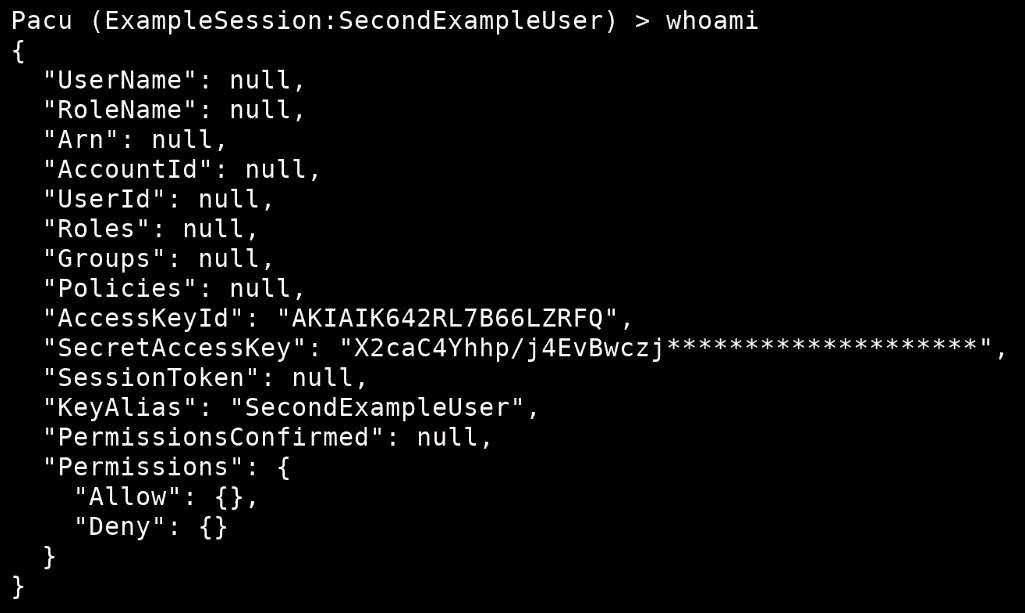 Pacu (ExampleSession:SecondExampleUser) > whoami
{
  "UserName": null,
  "RoleName": null,
  "Arn": null,
  "AccountId": null,
  "UserId": null,
  "Roles": null,
  "Groups": null,
  "Policies": null,
  "AccessKeyId": "AKIAIK642RL7B66LZRFQ",
  "SecretAccessKey": "X2caC4Yhhp/j4EvBwczj********************",
  "SessionToken": null,
  "KeyAlias": "SecondExampleUser",
  "PermissionsConfirmed": null,
  "Permissions": {
    "Allow": {},
    "Deny": {}
  }
}